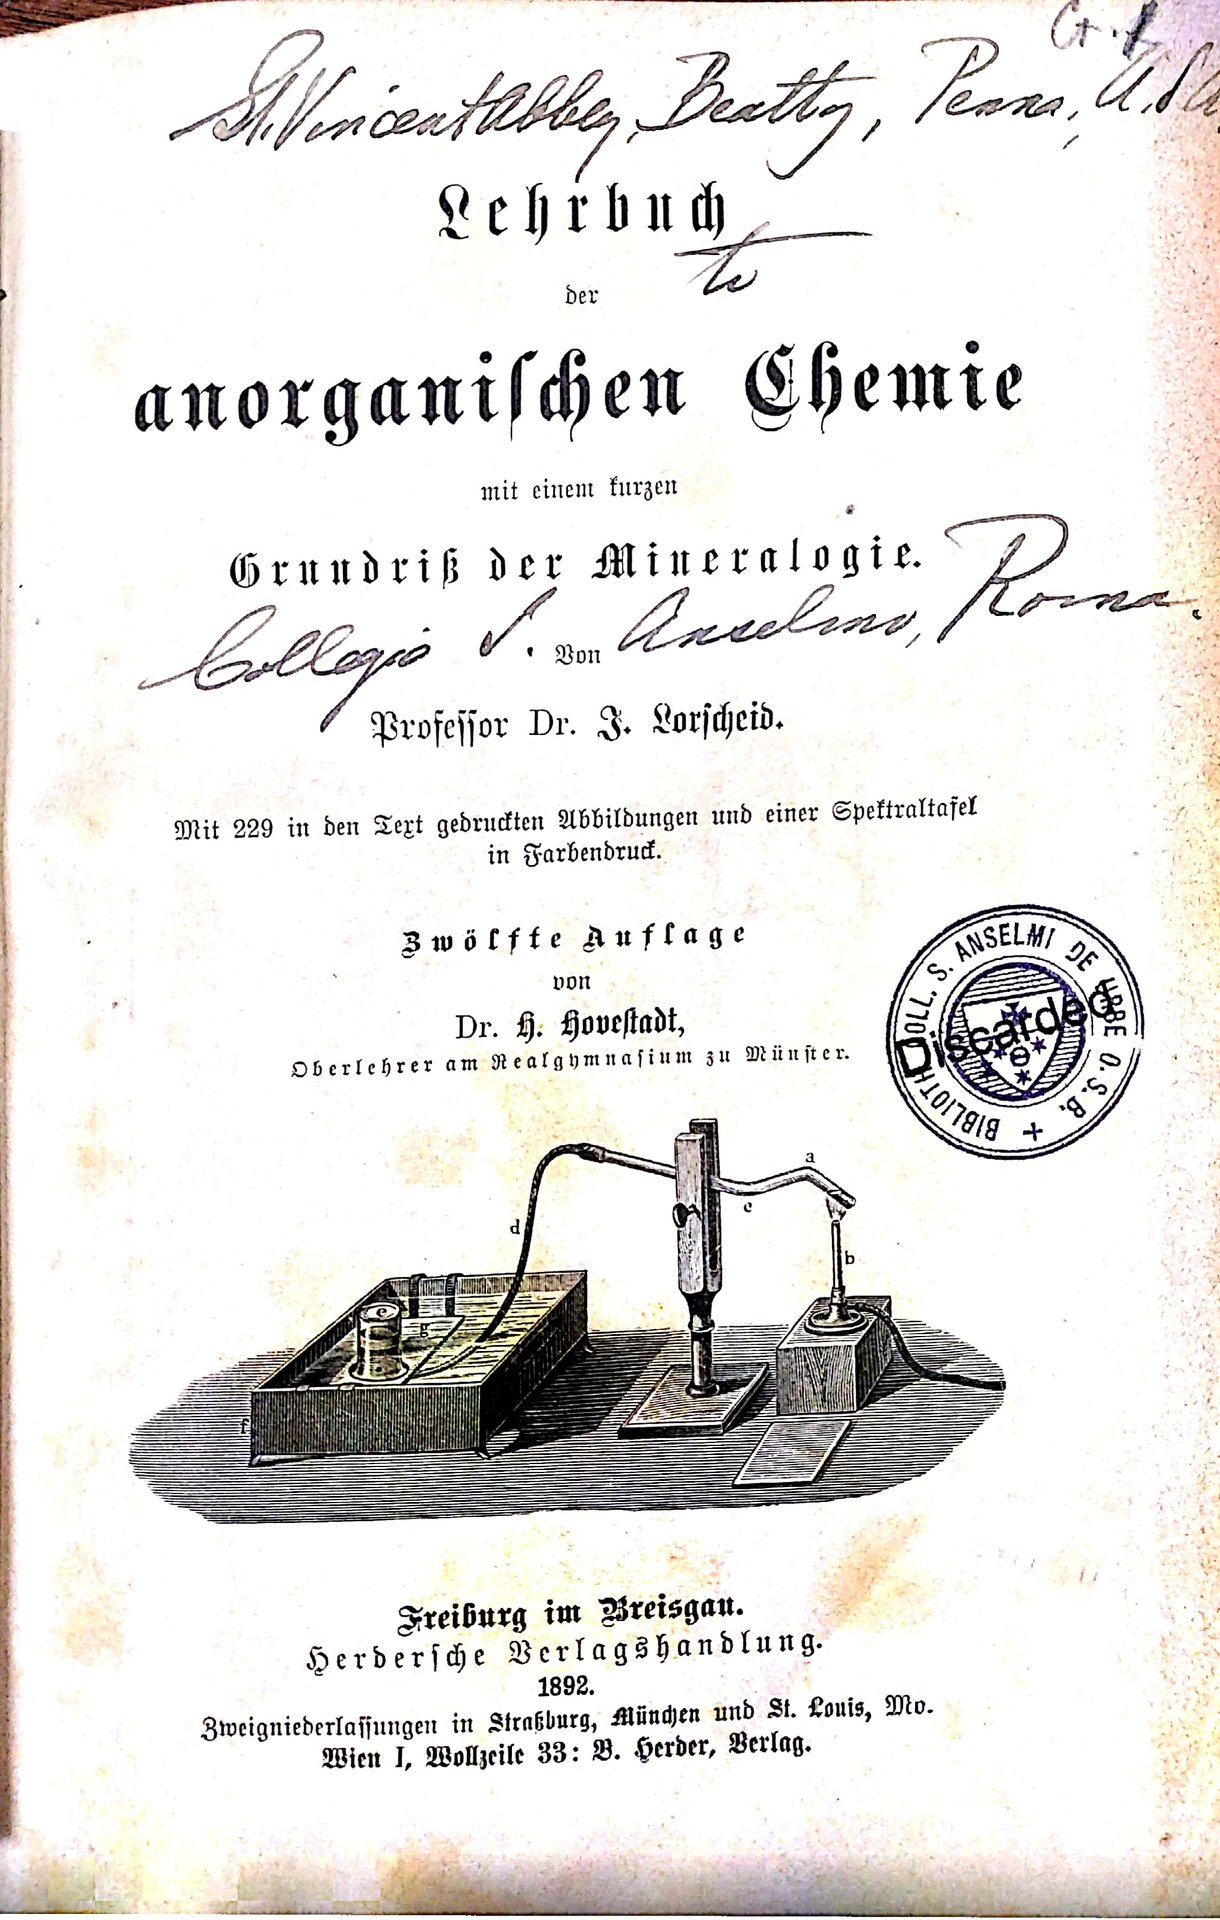 St. Vincent Abbey, Beatty, Penna, U.S.A.
Lehrbuch
to
der
anorganischen Chemie
mit einem kurzen
Grundriß der Mineralogie.
Collegio S. Anselmo, Roma.
Von
Professor Dr. J. Lorscheid.
Mit 229 in den Text gedruckten Abbildungen und einer Spektraltafel
in Farbendruck.
Zwölfte Auflage
von
Dr. H. Hovestadt,
Oberlehrer am Realgymnasium zu Münster.
BIBLIOTH. COLL. S. ANSELMI DE URBE O.S.B.
Discarded
a
c
d
b
e
g
f
Freiburg im Breisgau.
Herdersche Verlagshandlung.
1892.
Zweigniederlassungen in Straßburg, München und St. Louis, Mo.
Wien I, Wollzeile 33: B. Herder, Verlag.